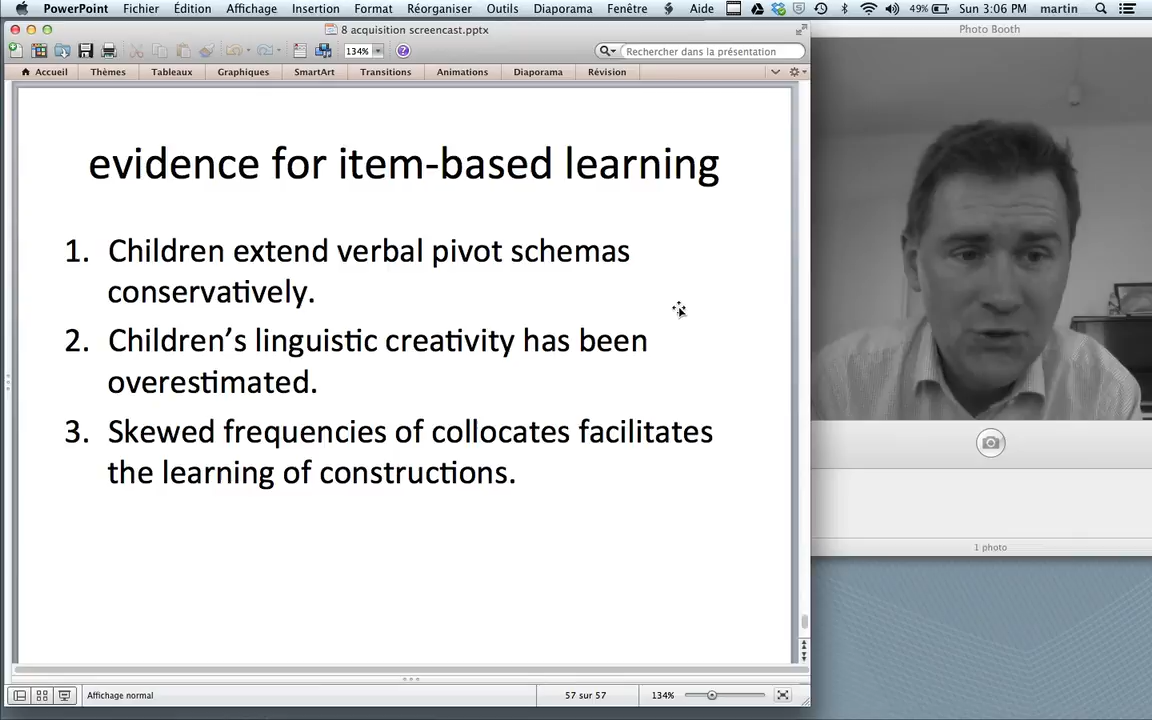 PowerPoint Fichier Édition Affichage Insertion Format Réorganiser Outils Diaporama Fenêtre Aide 49% Sun 3:06 PM martin
8 acquisition screencast.pptx
Photo Booth
134% Rechercher dans la présentation
Accueil Thèmes Tableaux Graphiques SmartArt Transitions Animations Diaporama Révision
evidence for item-based learning
1. Children extend verbal pivot schemas
conservatively.
2. Children’s linguistic creativity has been
overestimated.
3. Skewed frequencies of collocates facilitates
the learning of constructions.
1 photo
Affichage normal 57 sur 57 134%